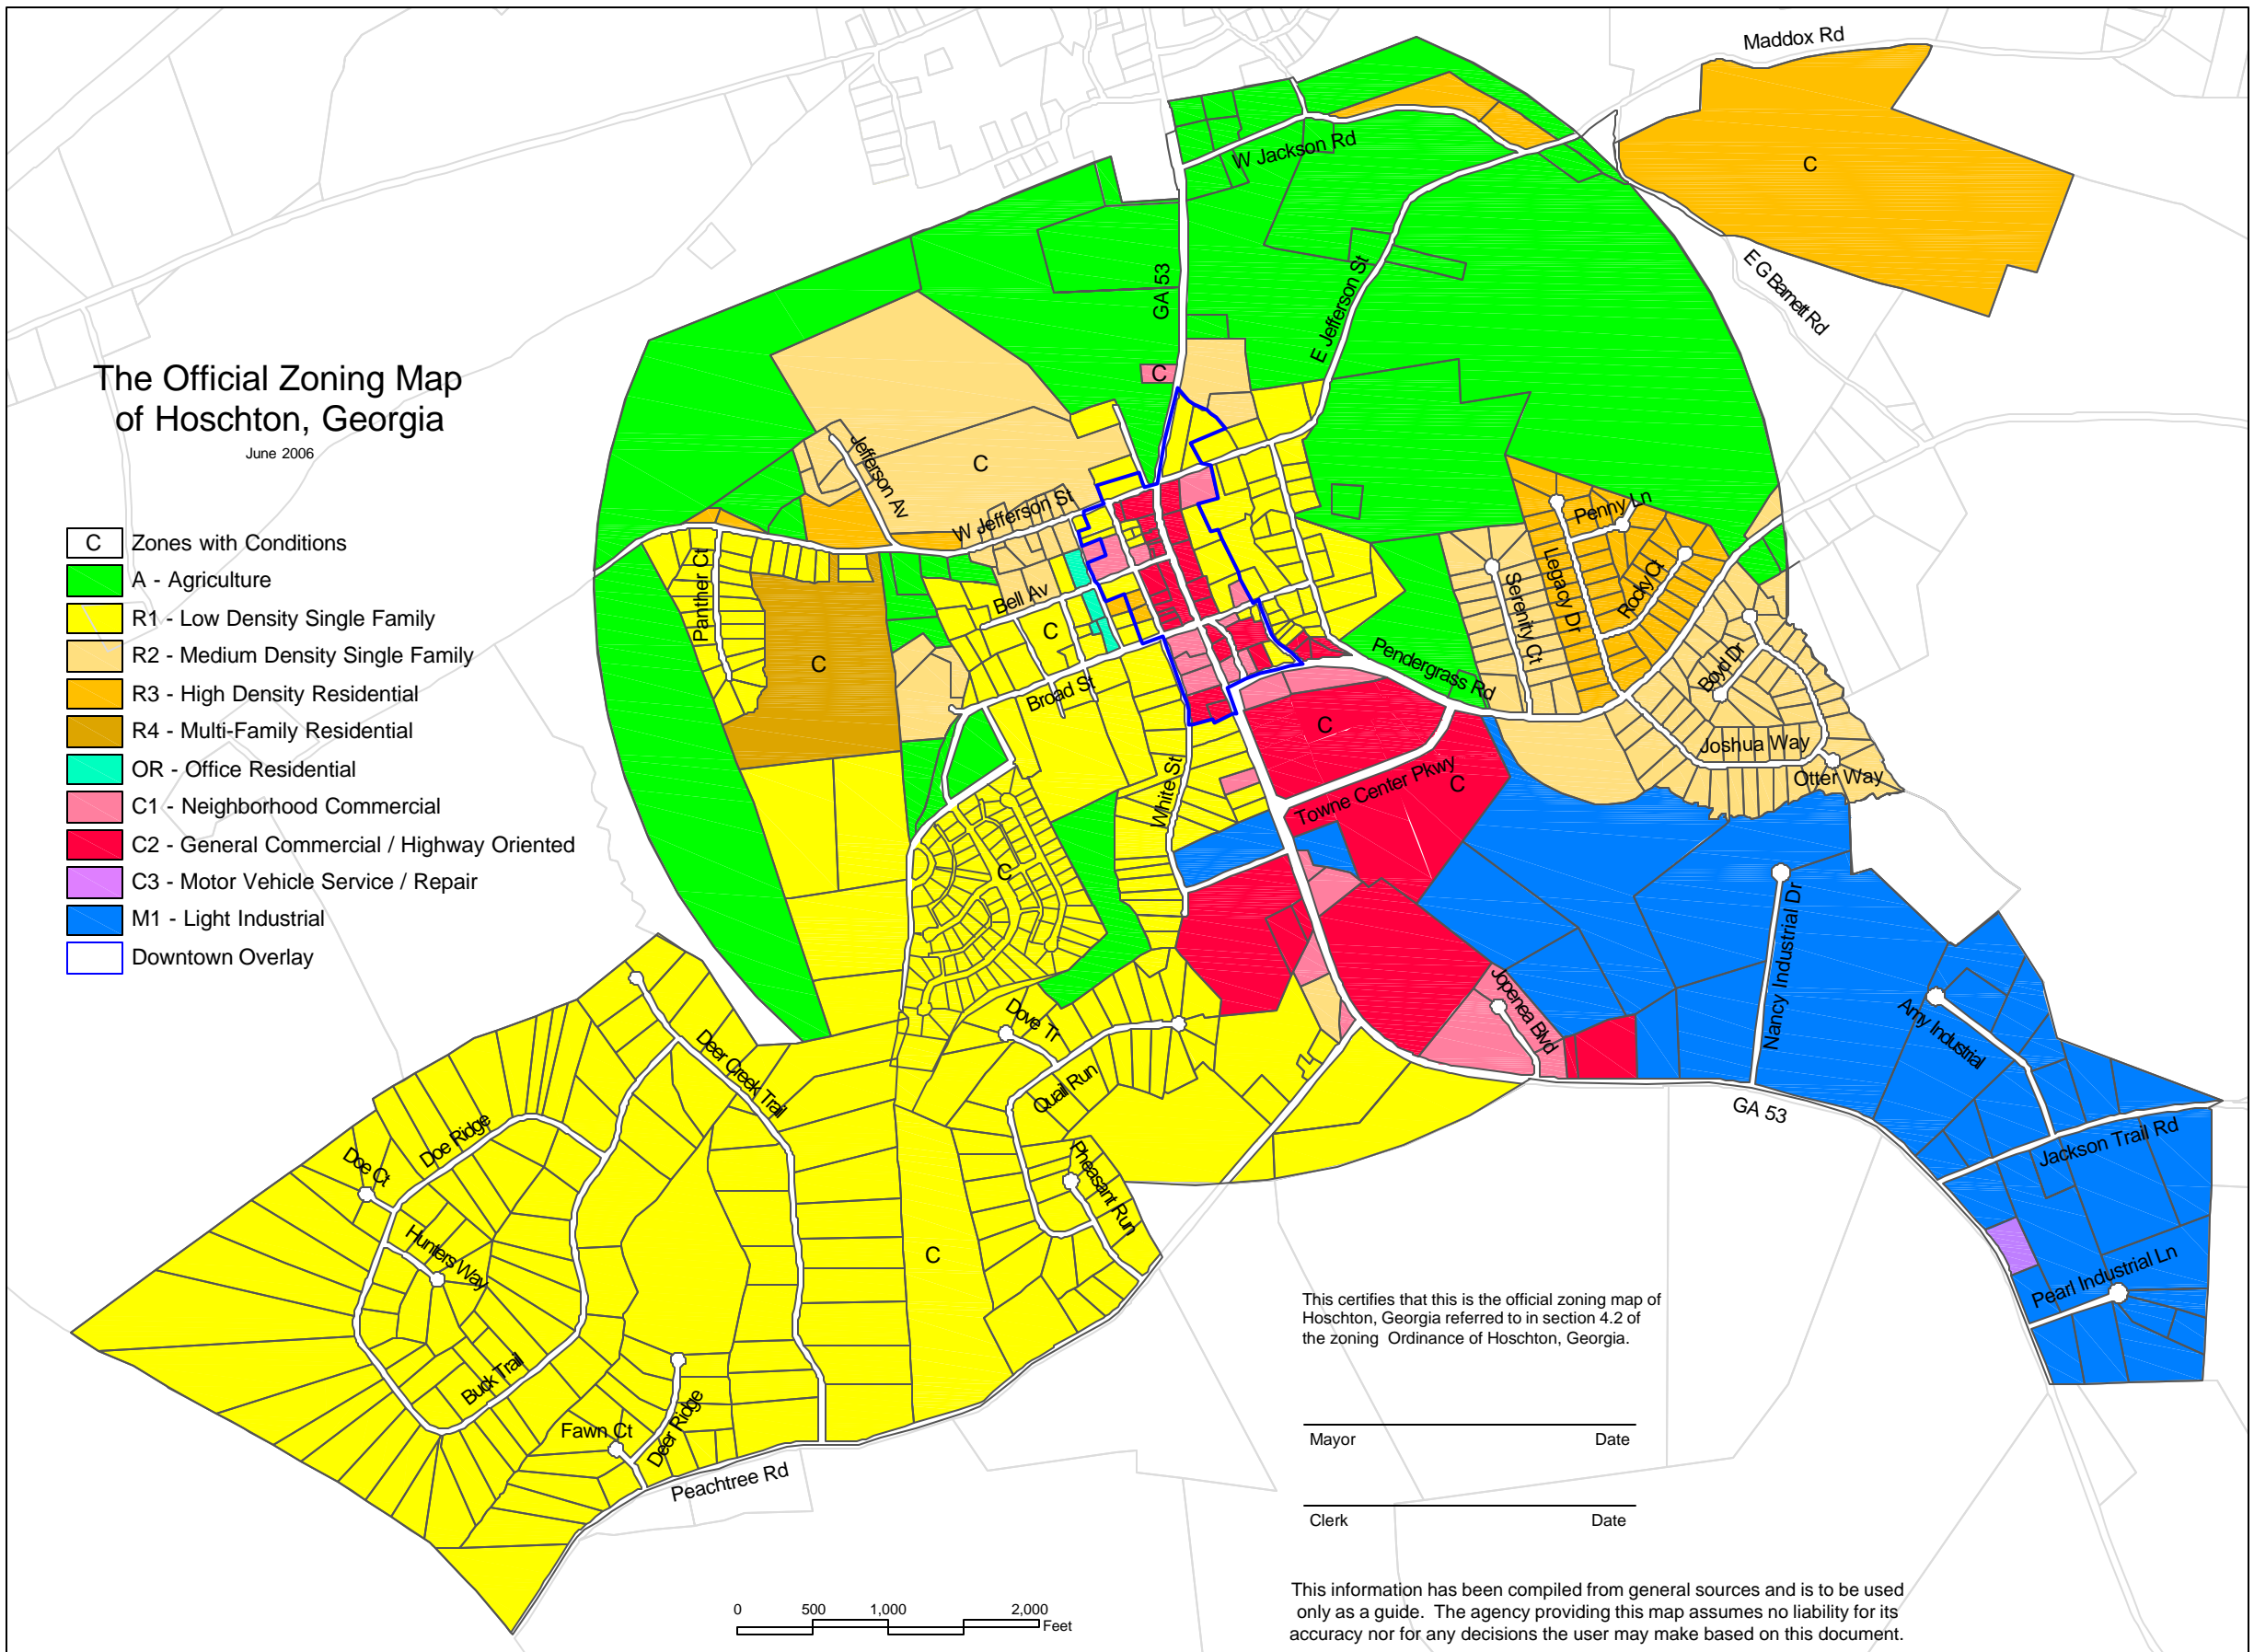 The Official Zoning Map
of Hoschton, Georgia
June 2006
C Zones with Conditions
A - Agriculture
R1 - Low Density Single Family
R2 - Medium Density Single Family
R3 - High Density Residential
R4 - Multi-Family Residential
OR - Office Residential
C1 - Neighborhood Commercial
C2 - General Commercial / Highway Oriented
C3 - Motor Vehicle Service / Repair
M1 - Light Industrial
Downtown Overlay
Maddox Rd
W Jackson Rd
C
E G Barnett Rd
GA 53
E Jefferson St
C
Jefferson Av
C
W Jefferson St
Penny Ln
Legacy Dr
Rocky Ct
Serenity Ct
Panther Ct
Bell Av
C
C
Broad St
Pendergrass Rd
Boyd Dr
Joshua Way
Otter Way
C
Towne Center Pkwy
C
White St
C
Nancy Industrial Dr
Jopenea Blvd
Amy Industrial
Dove Tr
Deer Creek Trail
Quail Run
GA 53
Jackson Trail Rd
Doe Ridge
Doe Ct
Pheasant Run
Hunters Way
C
Pearl Industrial Ln
Buck Trail
Fawn Ct
Deer Ridge
Peachtree Rd
This certifies that this is the official zoning map of
Hoschton, Georgia referred to in section 4.2 of
the zoning Ordinance of Hoschton, Georgia.
Mayor Date
Clerk Date
0 500 1,000 2,000
Feet
This information has been compiled from general sources and is to be used
only as a guide. The agency providing this map assumes no liability for its
accuracy nor for any decisions the user may make based on this document.